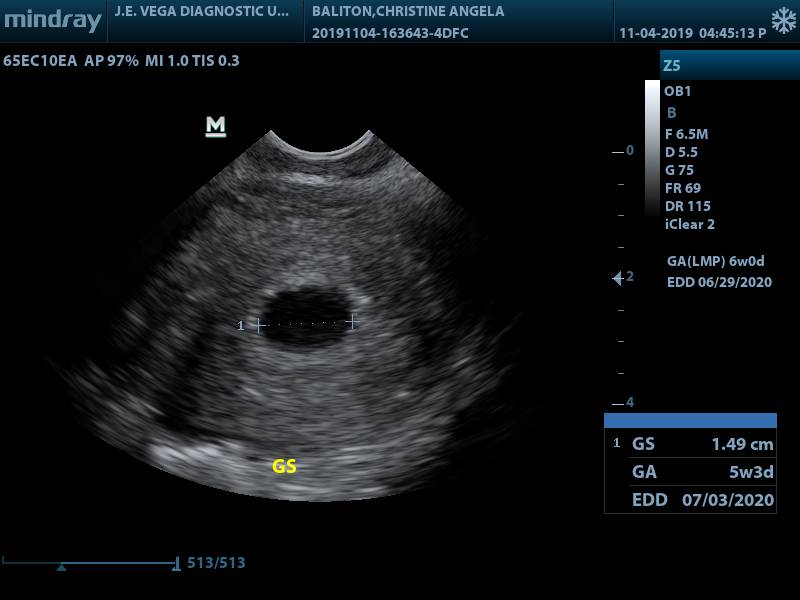 mindray
J.E. VEGA DIAGNOSTIC U...
BALITON,CHRISTINE ANGELA
20191104-163643-4DFC
11-04-2019 04:45:13 P
65EC10EA AP 97% MI 1.0 TIS 0.3
Z5
M
OB1
B
F 6.5M
D 5.5
G 75
FR 69
DR 115
iClear 2
GA(LMP) 6w0d
EDD 06/29/2020
0
2
4
1
GS
1 GS 1.49 cm
GA 5w3d
EDD 07/03/2020
513/513